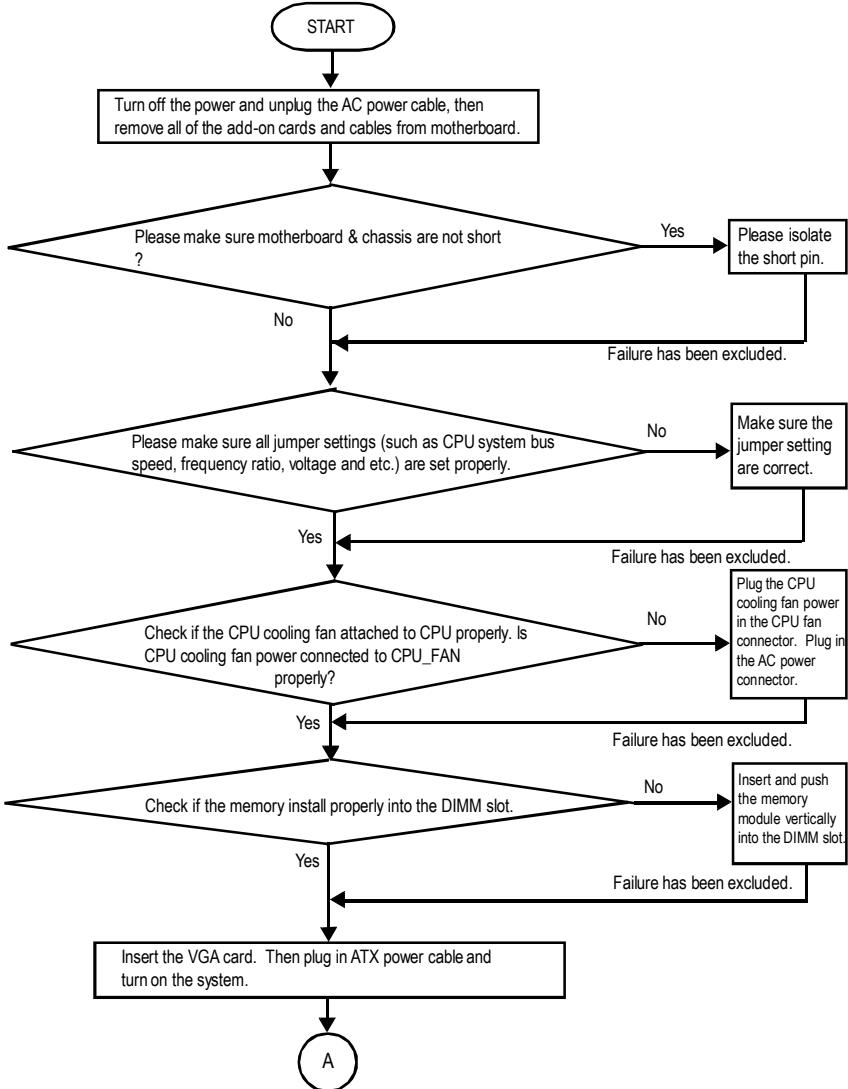 START
Turn off the power and unplug the AC power cable, then
remove all of the add-on cards and cables from motherboard.
Please make sure motherboard & chassis are not short
?
Yes
Please isolate
the short pin.
No
Failure has been excluded.
Please make sure all jumper settings (such as CPU system bus
speed, frequency ratio, voltage and etc.) are set properly.
No
Make sure the
jumper setting
are correct.
Yes
Failure has been excluded.
Check if the CPU cooling fan attached to CPU properly. Is
CPU cooling fan power connected to CPU_FAN
properly?
No
Plug the CPU
cooling fan power
in the CPU fan
connector. Plug in
the AC power
connector.
Yes
Failure has been excluded.
Check if the memory install properly into the DIMM slot.
No
Insert and push
the memory
module vertically
into the DIMM slot.
Yes
Failure has been excluded.
Insert the VGA card. Then plug in ATX power cable and
turn on the system.
A